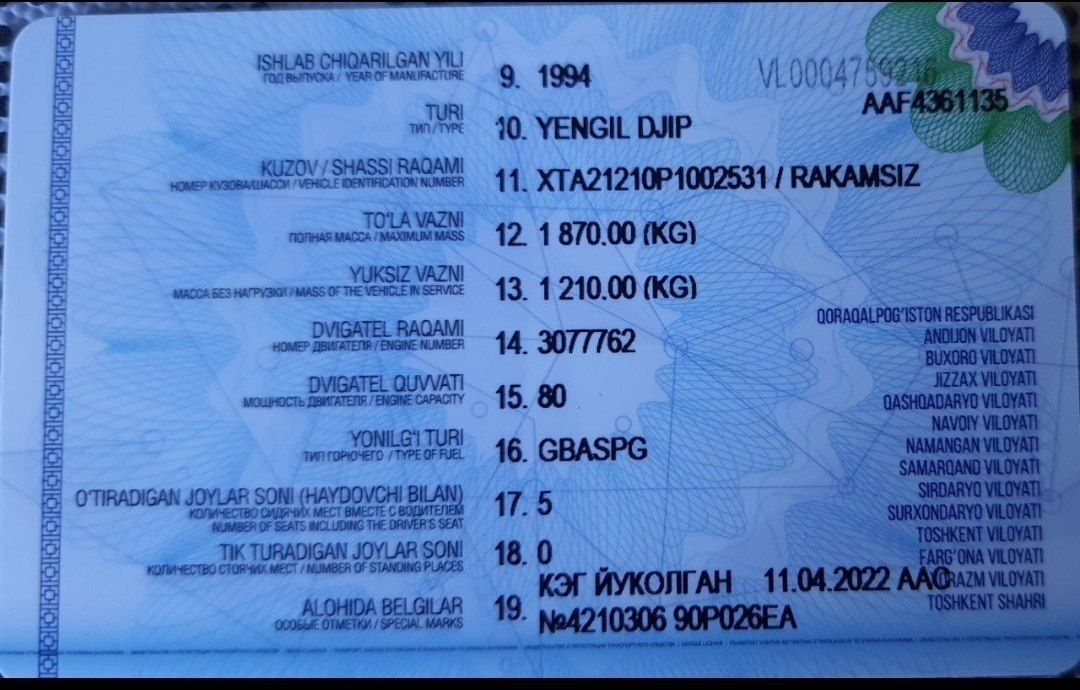 ISHLAB CHIQARILGAN YILI
ГОД ВЫПУСКА / YEAR OF MANUFACTURE
9. 1994
VL0004759216
AAF4361135
TURI
ТИП / TYPE
10. YENGIL DJIP
KUZOV / SHASSI RAQAMI
НОМЕР КУЗОВА/ШАССИ / VEHICLE IDENTIFICATION NUMBER
11. XTA21210P1002531 / RAKAMSIZ
TO'LA VAZNI
ПОЛНАЯ МАССА / MAXIMUM MASS
12. 1 870.00 (KG)
YUKSIZ VAZNI
МАССА БЕЗ НАГРУЗКИ / MASS OF THE VEHICLE IN SERVICE
13. 1 210.00 (KG)
DVIGATEL RAQAMI
НОМЕР ДВИГАТЕЛЯ / ENGINE NUMBER
14. 3077762
DVIGATEL QUVVATI
МОЩНОСТЬ ДВИГАТЕЛЯ / ENGINE CAPACITY
15. 80
YONILG'I TURI
ТИП ГОРЮЧЕГО / TYPE OF FUEL
16. GBASPG
O'TIRADIGAN JOYLAR SONI (HAYDOVCHI BILAN)
КОЛИЧЕСТВО СИДЯЧИХ МЕСТ ВМЕСТЕ С ВОДИТЕЛЕМ
NUMBER OF SEATS INCLUDING THE DRIVER'S SEAT
17. 5
TIK TURADIGAN JOYLAR SONI
КОЛИЧЕСТВО СТОЯЧИХ МЕСТ / NUMBER OF STANDING PLACES
18. 0
ALOHIDA BELGILAR
ОСОБЫЕ ОТМЕТКИ / SPECIAL MARKS
19. КЭГ ЙУКОЛГАН 11.04.2022 ААС
№4210306 90P026EA
QORAQALPOG'ISTON RESPUBLIKASI
ANDIJON VILOYATI
BUXORO VILOYATI
JIZZAX VILOYATI
QASHQADARYO VILOYATI
NAVOIY VILOYATI
NAMANGAN VILOYATI
SAMARQAND VILOYATI
SIRDARYO VILOYATI
SURXONDARYO VILOYATI
TOSHKENT VILOYATI
FARG'ONA VILOYATI
VILOYATI
TOSHKENT SHAHRI